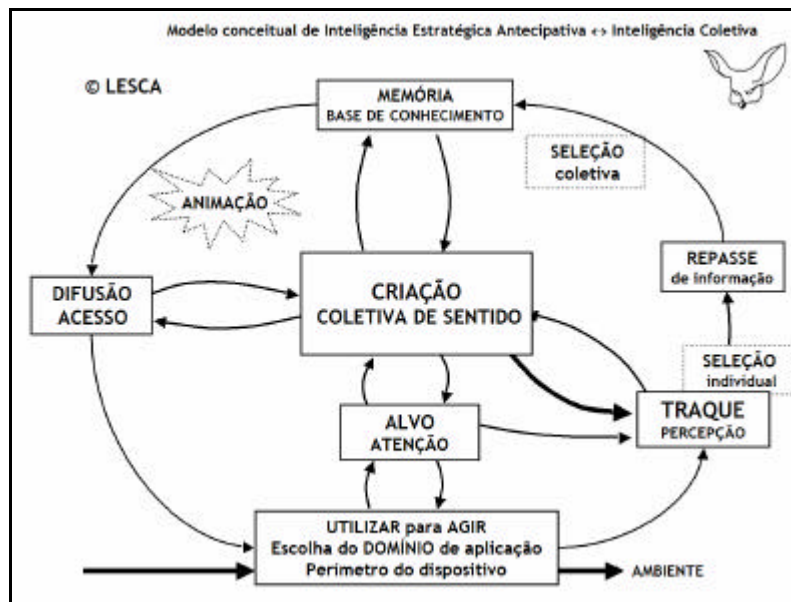 Modelo conceitual de Inteligência Estratégica Antecipativa ↔ Inteligência Coletiva
© LESCA
MEMÓRIA
BASE DE CONHECIMENTO
SELEÇÃO
coletiva
ANIMAÇÃO
REPASSE
de informação
DIFUSÃO
ACESSO
CRIAÇÃO
COLETIVA DE SENTIDO
SELEÇÃO
individual
TRAQUE
PERCEPÇÃO
ALVO
ATENÇÃO
UTILIZAR para AGIR
Escolha do DOMÍNIO de aplicação
Perímetro do dispositivo
AMBIENTE